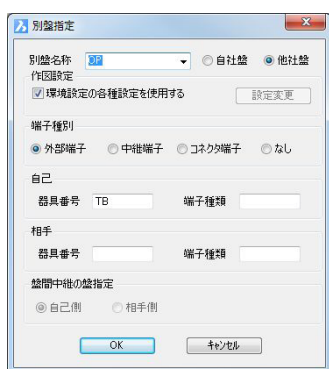 別盤指定
別盤名称 OP 自社盤 他社盤
作図設定
環境設定の各種設定を使用する 設定変更
端子種別
外部端子 中継端子 コネクタ端子 なし
自己
器具番号 TB 端子種類
相手
器具番号 端子種類
盤間中継の盤指定
自己側 相手側
OK キャンセル